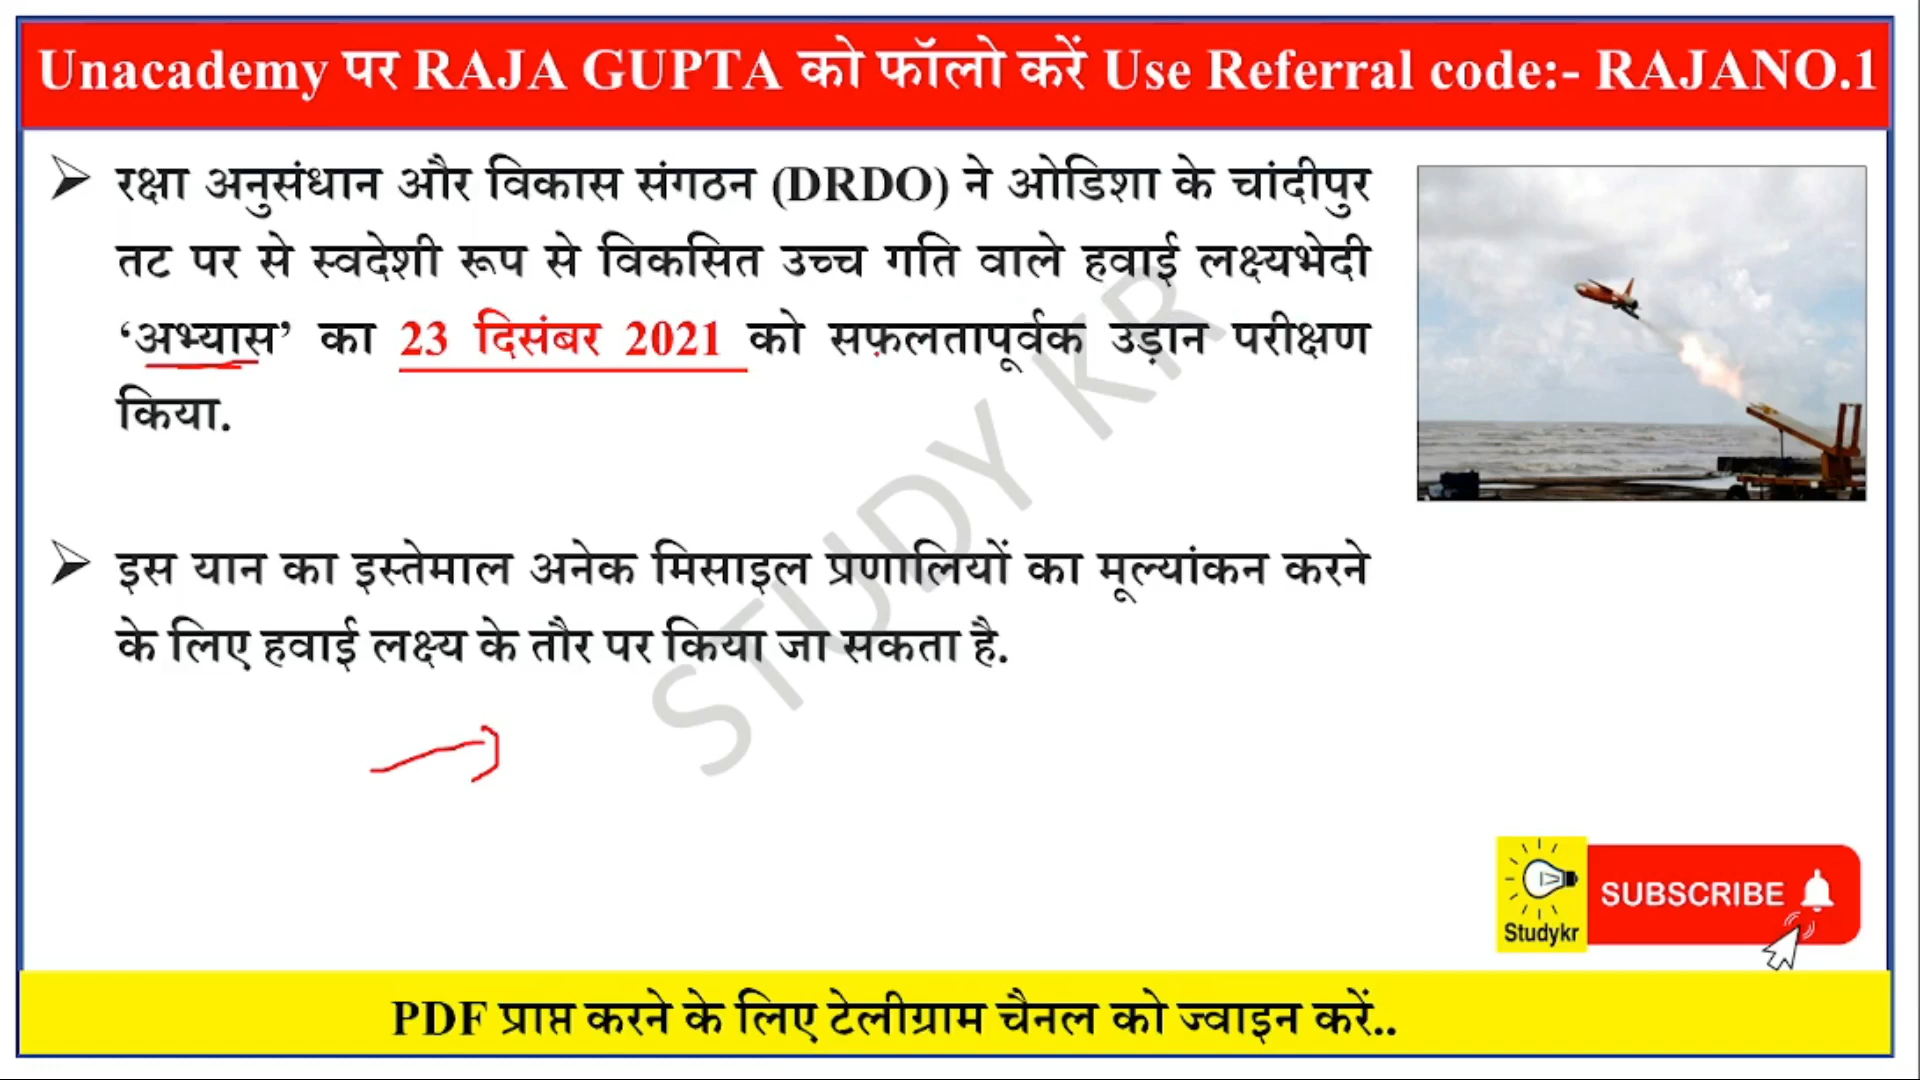 Unacademy पर RAJA GUPTA को फॉलो करें Use Referral code:- RAJANO.1
रक्षा अनुसंधान और विकास संगठन (DRDO) ने ओडिशा के चांदीपुर
तट पर से स्वदेशी रूप से विकसित उच्च गति वाले हवाई लक्ष्यभेदी
‘अभ्यास’ का 23 दिसंबर 2021 को सफ़लतापूर्वक उड़ान परीक्षण
किया.
इस यान का इस्तेमाल अनेक मिसाइल प्रणालियों का मूल्यांकन करने
के लिए हवाई लक्ष्य के तौर पर किया जा सकता है.
STUDY KR
Studykr
SUBSCRIBE
PDF प्राप्त करने के लिए टेलीग्राम चैनल को ज्वाइन करें..